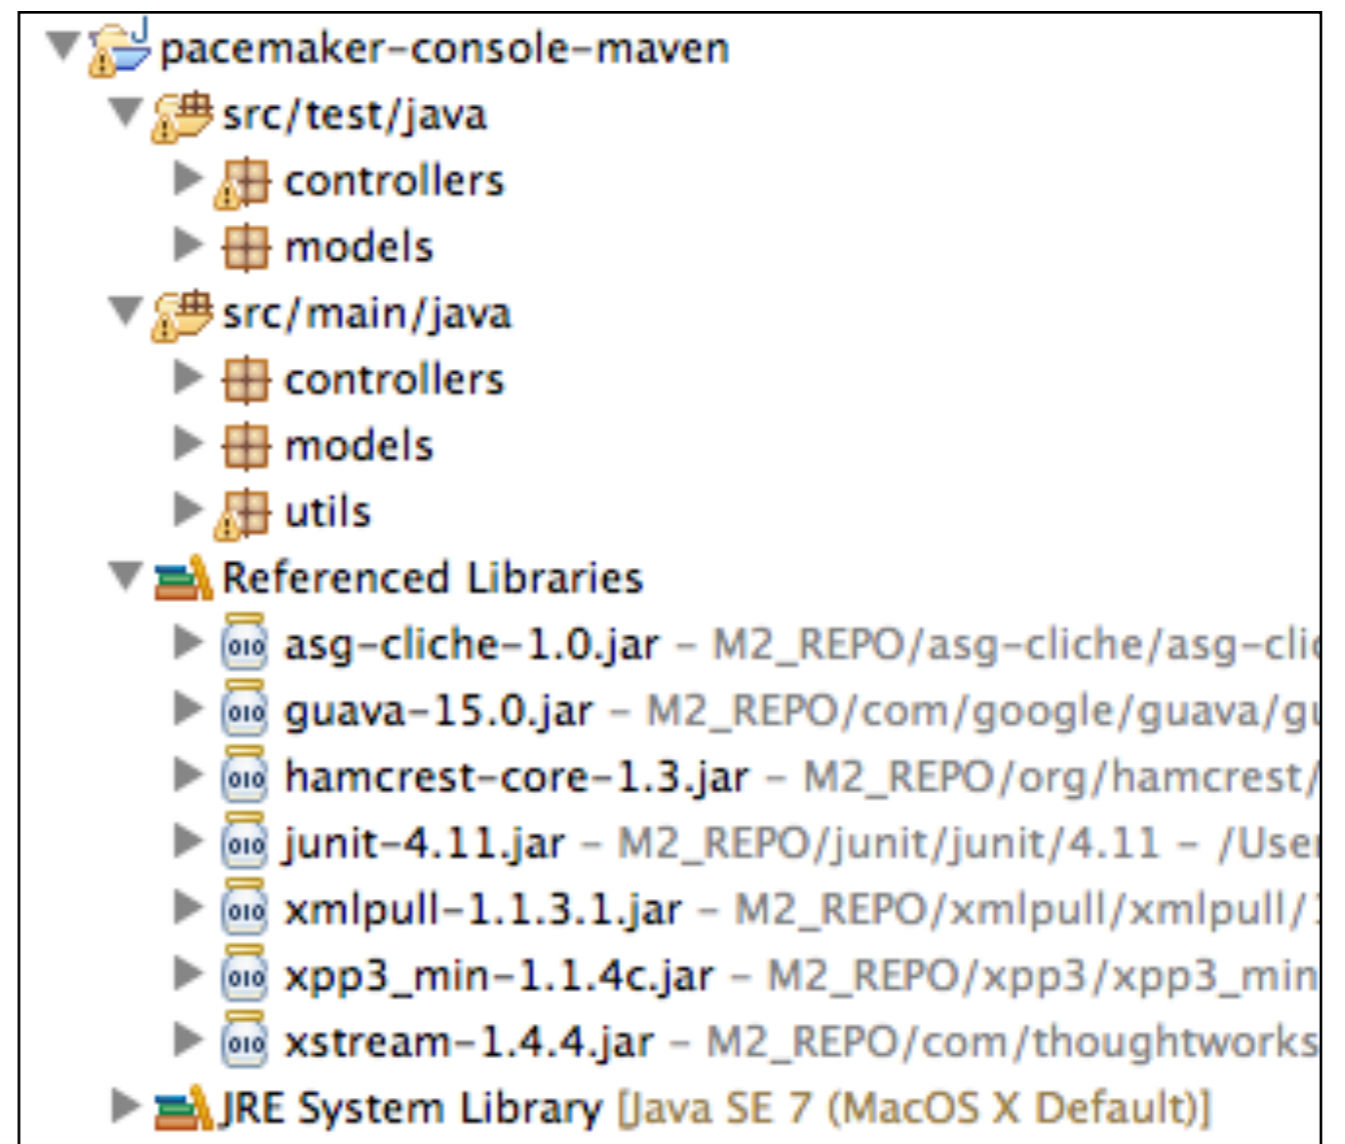 pacemaker-console-maven
src/test/java
controllers
models
src/main/java
controllers
models
utils
Referenced Libraries
asg-cliche-1.0.jar - M2_REPO/asg-cliche/asg-clic
guava-15.0.jar - M2_REPO/com/google/guava/gu
hamcrest-core-1.3.jar - M2_REPO/org/hamcrest/
junit-4.11.jar - M2_REPO/junit/junit/4.11 - /User
xmlpull-1.1.3.1.jar - M2_REPO/xmlpull/xmlpull/1
xpp3_min-1.1.4c.jar - M2_REPO/xpp3/xpp3_min
xstream-1.4.4.jar - M2_REPO/com/thoughtworks
JRE System Library [Java SE 7 (MacOS X Default)]